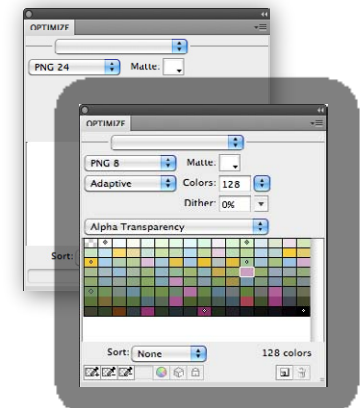 OPTIMIZE
PNG 24 Matte:
Sort:
OPTIMIZE
PNG 8 Matte:
Adaptive Colors: 128
Dither: 0%
Alpha Transparency
Sort: None 128 colors